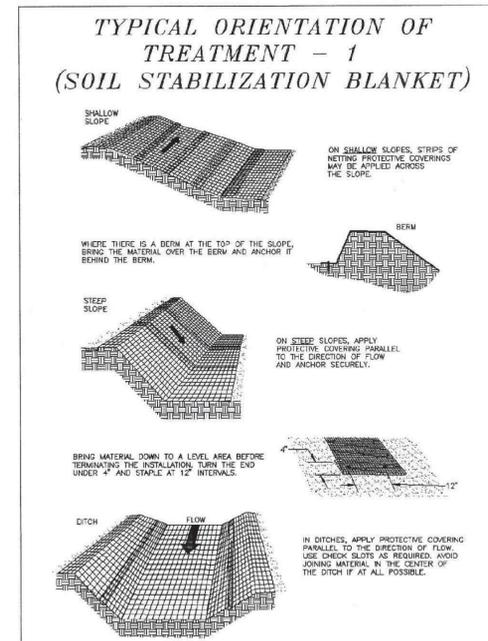 TYPICAL ORIENTATION OF
TREATMENT - 1
(SOIL STABILIZATION BLANKET)
SHALLOW
SLOPE
ON SHALLOW SLOPES, STRIPS OF
NETTING PROTECTIVE COVERINGS
MAY BE APPLIED ACROSS
THE SLOPE.
BERM
WHERE THERE IS A BERM AT THE TOP OF THE SLOPE,
BRING THE MATERIAL OVER THE BERM AND ANCHOR IT
BEHIND THE BERM.
STEEP
SLOPE
ON STEEP SLOPES, APPLY
PROTECTIVE COVERING PARALLEL
TO THE DIRECTION OF FLOW
AND ANCHOR SECURELY.
BRING MATERIAL DOWN TO A LEVEL AREA BEFORE
TERMINATING THE INSTALLATION. TURN THE END
UNDER 4" AND STAPLE AT 12" INTERVALS.
4"
12"
DITCH
FLOW
IN DITCHES, APPLY PROTECTIVE COVERING
PARALLEL TO THE DIRECTION OF FLOW.
USE CHECK SLOTS AS REQUIRED. AVOID
JOINING MATERIAL IN THE CENTER OF
THE DITCH IF AT ALL POSSIBLE.